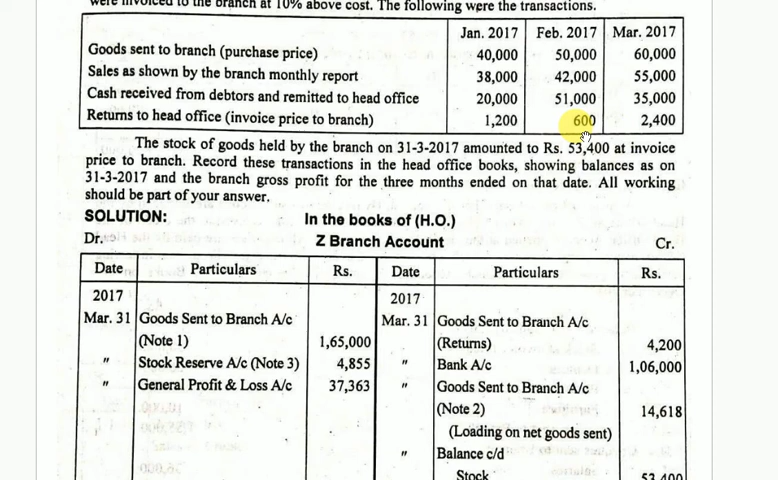 were invoiced to the branch at 10% above cost. The following were the transactions.
Jan. 2017 Feb. 2017 Mar. 2017
Goods sent to branch (purchase price) 40,000 50,000 60,000
Sales as shown by the branch monthly report 38,000 42,000 55,000
Cash received from debtors and remitted to head office 20,000 51,000 35,000
Returns to head office (invoice price to branch) 1,200 600 2,400
The stock of goods held by the branch on 31-3-2017 amounted to Rs. 53,400 at invoice
price to branch. Record these transactions in the head office books, showing balances as on
31-3-2017 and the branch gross profit for the three months ended on that date. All working
should be part of your answer.
SOLUTION: In the books of (H.O.)
Dr. Z Branch Account Cr.
Date Particulars Rs. Date Particulars Rs.
2017 2017
Mar. 31 Goods Sent to Branch A/c Mar. 31 Goods Sent to Branch A/c
(Note 1) 1,65,000 (Returns) 4,200
" Stock Reserve A/c (Note 3) 4,855 " Bank A/c 1,06,000
" General Profit & Loss A/c 37,363 " Goods Sent to Branch A/c
(Note 2) 14,618
(Loading on net goods sent)
" Balance c/d
Stock 53,400